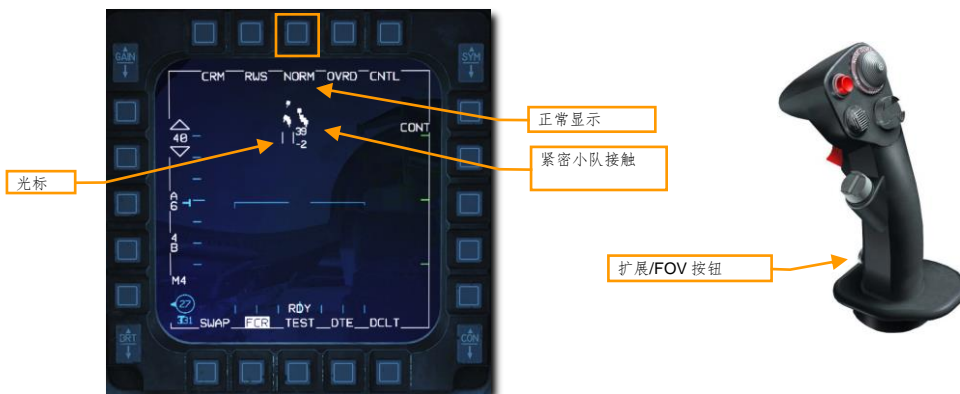 GAIN
SYM
CRM RWS NORM OVRD CNTL
正常显示
紧密小队接触
CONT
40
39
-2
光标
A
6
4
B
扩展/FOV 按钮
M4
27
RDY
SWAP FCR TEST DTE DCLT
BRT
CON